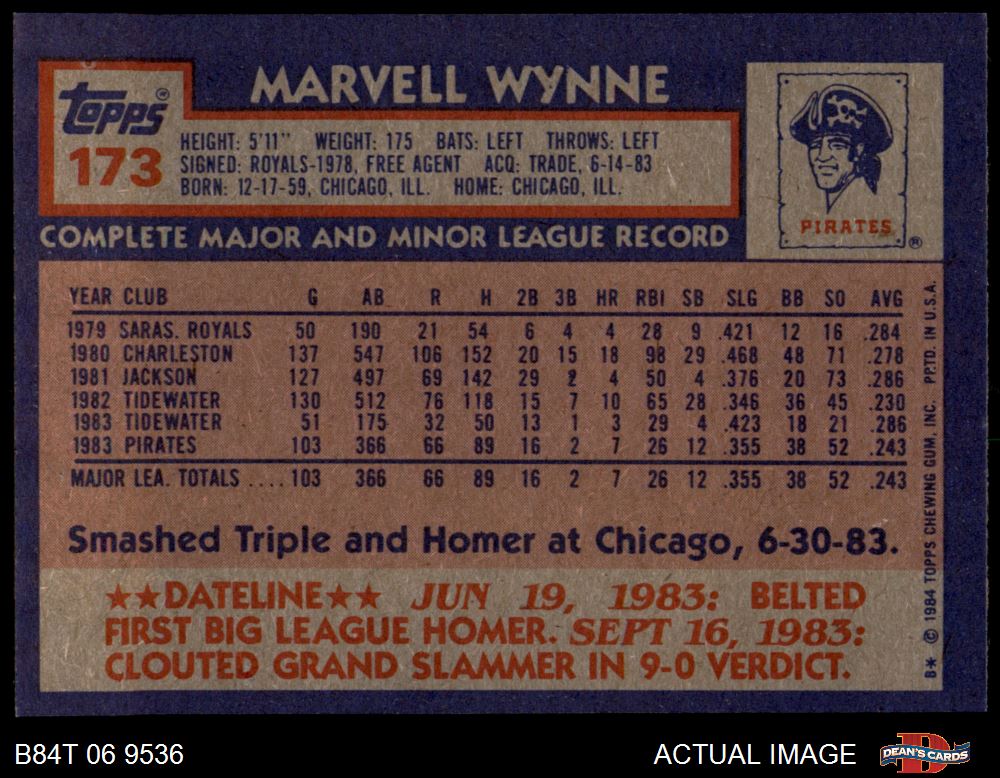 MARVELL WYNNE
Topps®
173
HEIGHT: 5'11" WEIGHT: 175 BATS: LEFT THROWS: LEFT
SIGNED: ROYALS-1978, FREE AGENT ACQ: TRADE, 6-14-83
BORN: 12-17-59, CHICAGO, ILL. HOME: CHICAGO, ILL.
PIRATES
®
COMPLETE MAJOR AND MINOR LEAGUE RECORD
YEAR CLUB G AB R H 2B 3B HR RBI SB SLG BB SO AVG
1979 SARAS. ROYALS 50 190 21 54 6 4 4 28 9 .421 12 16 .284
1980 CHARLESTON 137 547 106 152 20 15 18 98 29 .468 48 71 .278
1981 JACKSON 127 497 69 142 29 2 4 50 4 .376 20 73 .286
1982 TIDEWATER 130 512 76 118 15 7 10 65 28 .346 36 45 .230
1983 TIDEWATER 51 175 32 50 13 1 3 29 4 .423 18 21 .286
1983 PIRATES 103 366 66 89 16 2 7 26 12 .355 38 52 .243
MAJOR LEA. TOTALS .... 103 366 66 89 16 2 7 26 12 .355 38 52 .243
Smashed Triple and Homer at Chicago, 6-30-83.
★★DATELINE★★ JUN 19, 1983: BELTED
FIRST BIG LEAGUE HOMER. SEPT 16, 1983:
CLOUTED GRAND SLAMMER IN 9-0 VERDICT.
B* © 1984 TOPPS CHEWING GUM, INC. PPTD. IN U.S.A.
B84T 06 9536
ACTUAL IMAGE
D
DEAN'S CARDS